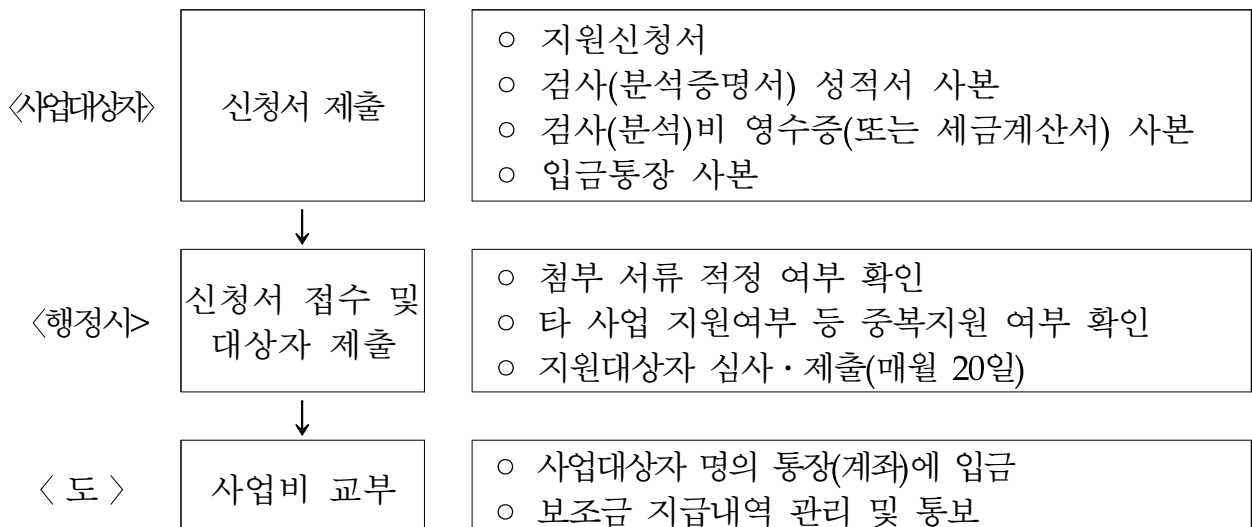 <사업대상자>
신청서 제출
○ 지원신청서
○ 검사(분석증명서) 성적서 사본
○ 검사(분석)비 영수증(또는 세금계산서) 사본
○ 입금통장 사본
↓
<행정시>
신청서 접수 및
대상자 제출
○ 첨부 서류 적정 여부 확인
○ 타 사업 지원여부 등 중복지원 여부 확인
○ 지원대상자 심사·제출(매월 20일)
↓
< 도 >
사업비 교부
○ 사업대상자 명의 통장(계좌)에 입금
○ 보조금 지급내역 관리 및 통보